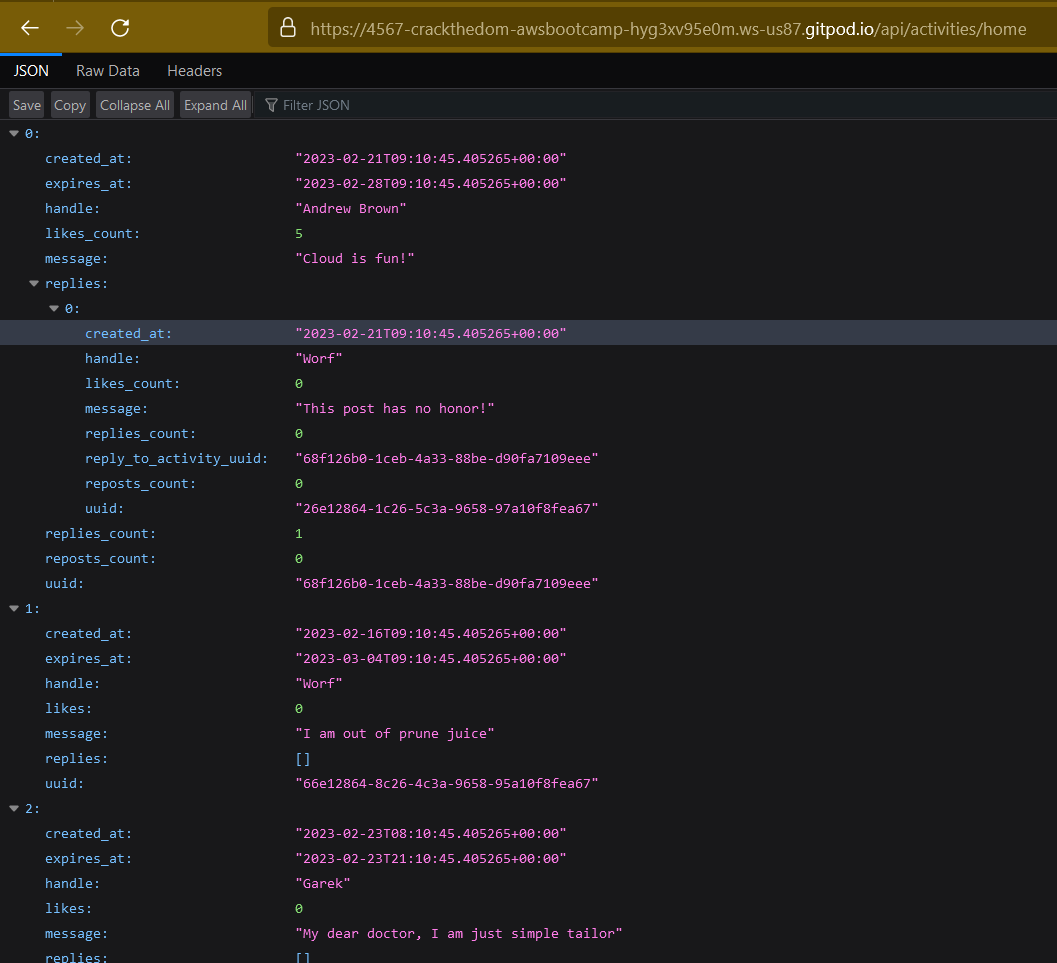 https://4567-crackthedom-awsbootcamp-hyg3xv95e0m.ws-us87.gitpod.io/api/activities/home
JSON Raw Data Headers
Save Copy Collapse All Expand All Filter JSON
0:
created_at: "2023-02-21T09:10:45.405265+00:00"
expires_at: "2023-02-28T09:10:45.405265+00:00"
handle: "Andrew Brown"
likes_count: 5
message: "Cloud is fun!"
replies:
0:
created_at: "2023-02-21T09:10:45.405265+00:00"
handle: "Worf"
likes_count: 0
message: "This post has no honor!"
replies_count: 0
reply_to_activity_uuid: "68f126b0-1ceb-4a33-88be-d90fa7109eee"
reposts_count: 0
uuid: "26e12864-1c26-5c3a-9658-97a10f8fea67"
replies_count: 1
reposts_count: 0
uuid: "68f126b0-1ceb-4a33-88be-d90fa7109eee"
1:
created_at: "2023-02-16T09:10:45.405265+00:00"
expires_at: "2023-03-04T09:10:45.405265+00:00"
handle: "Worf"
likes: 0
message: "I am out of prune juice"
replies: []
uuid: "66e12864-8c26-4c3a-9658-95a10f8fea67"
2:
created_at: "2023-02-23T08:10:45.405265+00:00"
expires_at: "2023-02-23T21:10:45.405265+00:00"
handle: "Garek"
likes: 0
message: "My dear doctor, I am just simple tailor"
replies: []